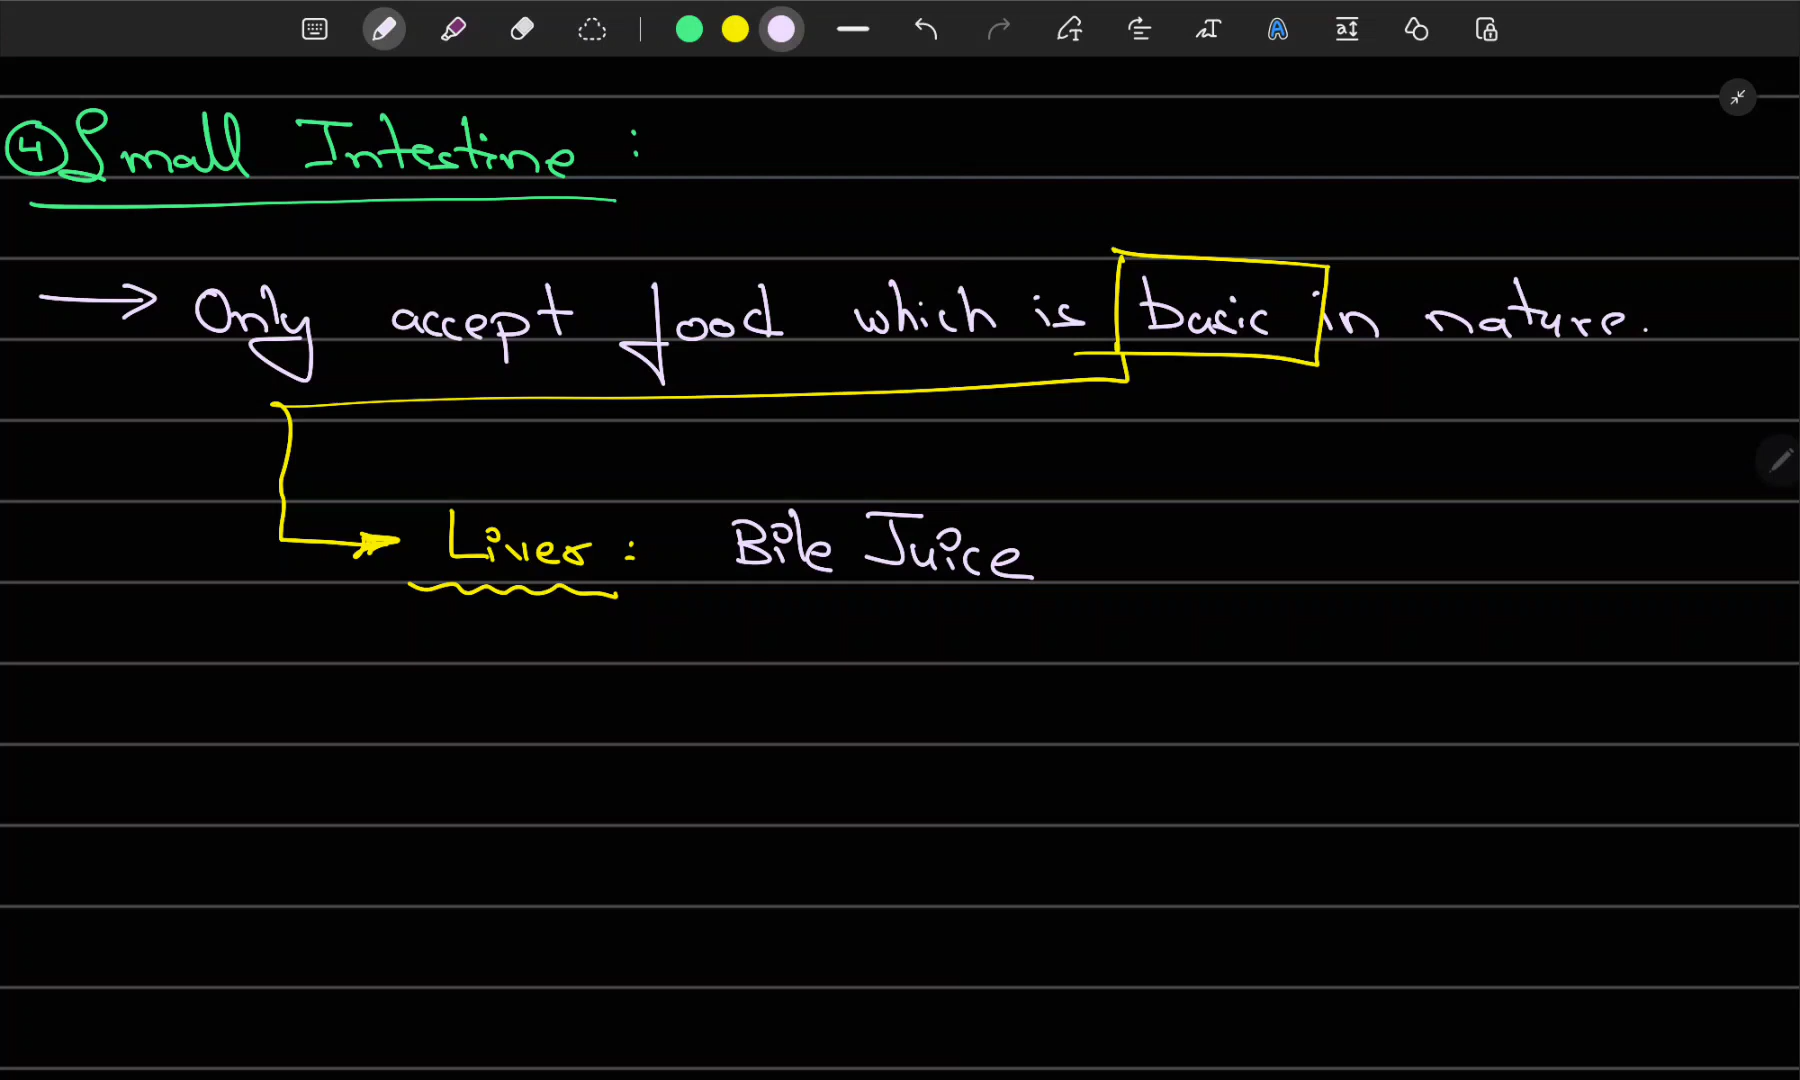 ④ Small Intestine :
→ Only accept food which is basic in nature.
Liver : Bile Juice